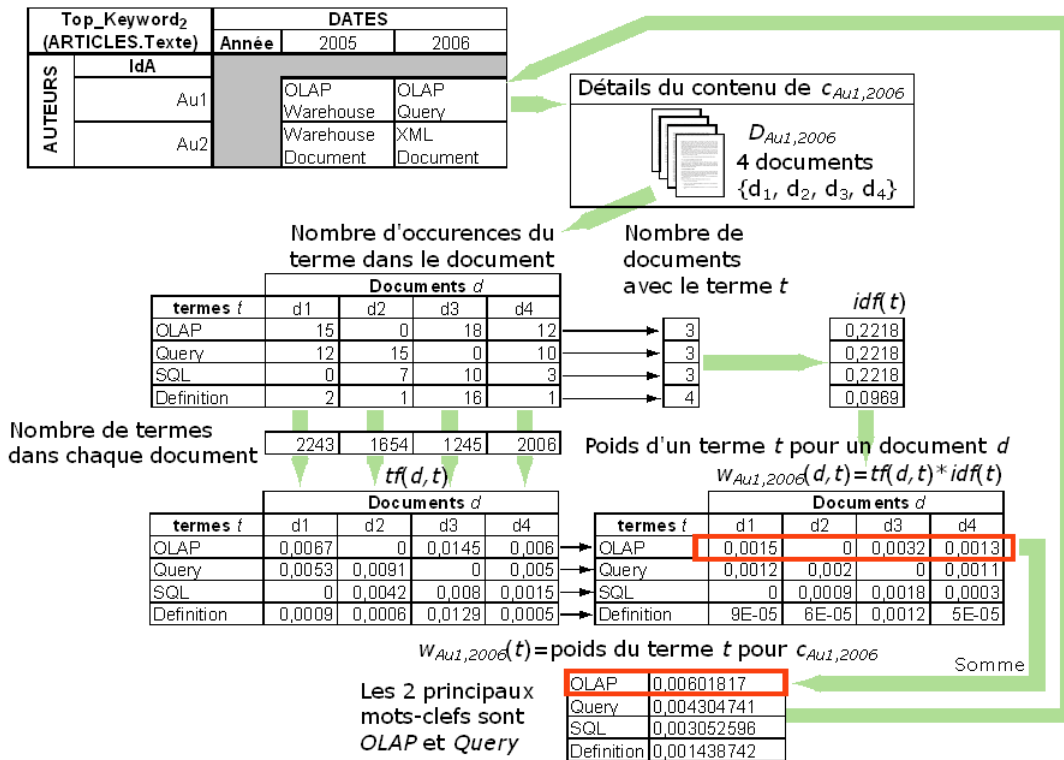 Top_Keyword2 DATES
(ARTICLES.Texte) Année 2005 2006
AUTEURS IdA
Au1 OLAP OLAP
Warehouse Query
Au2 Warehouse XML
Document Document
Détails du contenu de cAu1,2006
DAu1,2006
4 documents
{d1, d2, d3, d4}
Nombre d'occurences du
terme dans le document
Nombre de
documents
avec le terme t
Documents d
termes t d1 d2 d3 d4
idf(t)
OLAP 15 0 18 12 3 0,2218
Query 12 15 0 10 3 0,2218
SQL 0 7 10 3 3 0,2218
Definition 2 1 16 1 4 0,0969
Nombre de termes
dans chaque document
2243 1654 1245 2006
Poids d'un terme t pour un document d
tf(d,t)
wAu1,2006(d,t)=tf(d,t)*idf(t)
Documents d
termes t d1 d2 d3 d4
OLAP 0,0067 0 0,0145 0,006
Query 0,0053 0,0091 0 0,005
SQL 0 0,0042 0,008 0,0015
Definition 0,0009 0,0006 0,0129 0,0005
Documents d
termes t d1 d2 d3 d4
OLAP 0,0015 0 0,0032 0,0013
Query 0,0012 0,002 0 0,0011
SQL 0 0,0009 0,0018 0,0003
Definition 9E-05 6E-05 0,0012 5E-05
wAu1,2006(t)=poids du terme t pour cAu1,2006
Somme
Les 2 principaux
mots-clefs sont
OLAP et Query
OLAP 0,00601817
Query 0,004304741
SQL 0,003052596
Definition 0,001438742